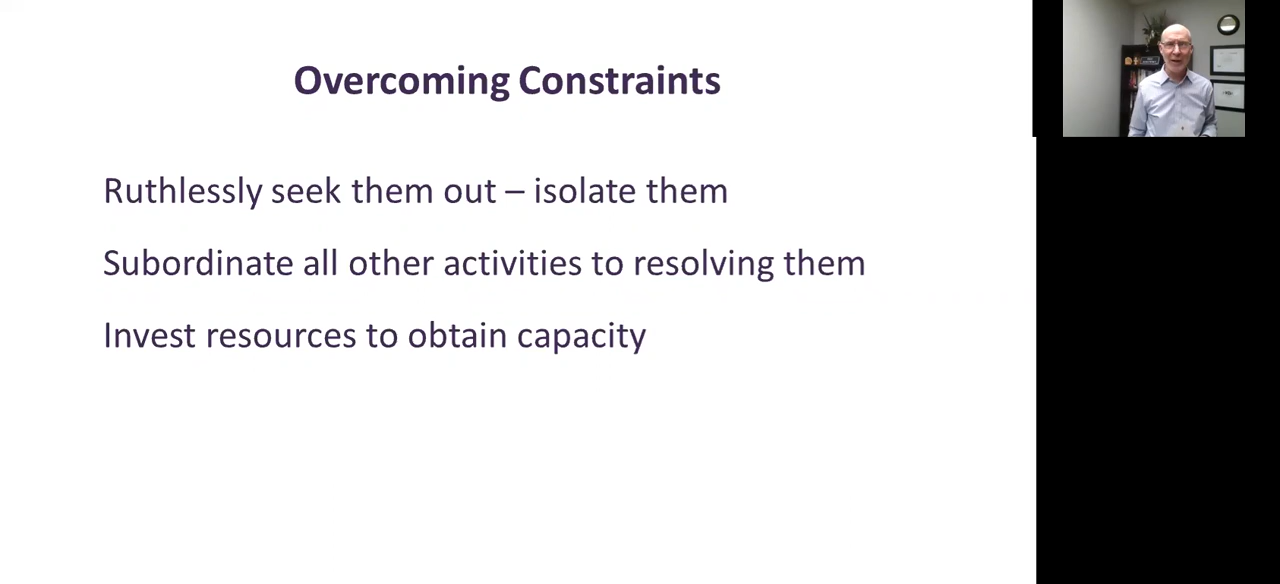 Overcoming Constraints
Ruthlessly seek them out – isolate them
Subordinate all other activities to resolving them
Invest resources to obtain capacity